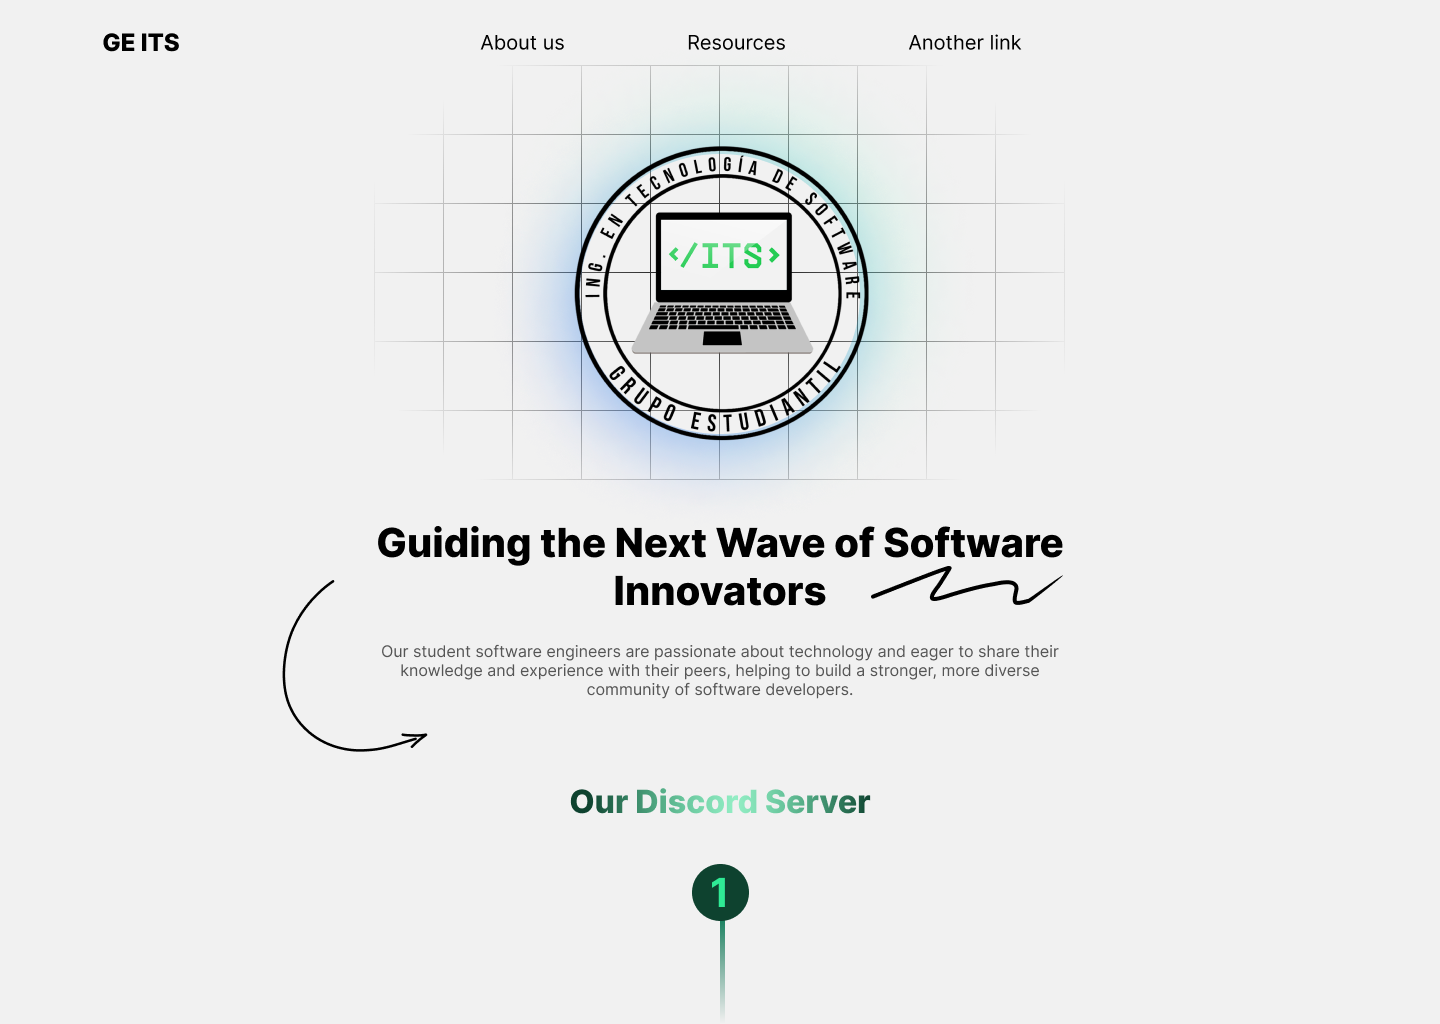 GE ITS
About us
Resources
Another link
ING. EN TECNOLOGÍA DE SOFTWARE
</ITS>
GRUPO ESTUDIANTIL
Guiding the Next Wave of Software
Innovators
Our student software engineers are passionate about technology and eager to share their
knowledge and experience with their peers, helping to build a stronger, more diverse
community of software developers.
Our Discord Server
1